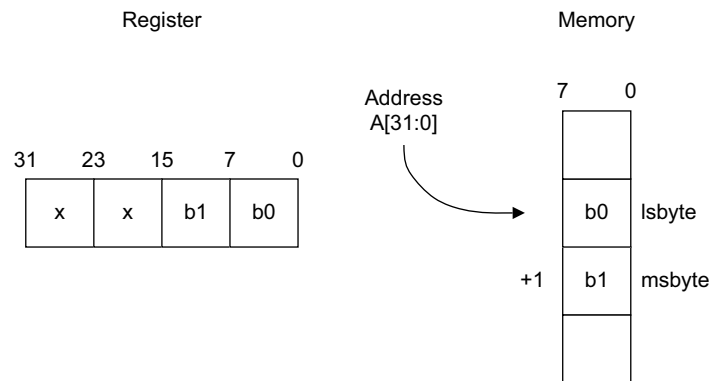 Register
Memory
7 0
Address
A[31:0]
31 23 15 7 0
x x b1 b0
b0 lsbyte
+1 b1 msbyte